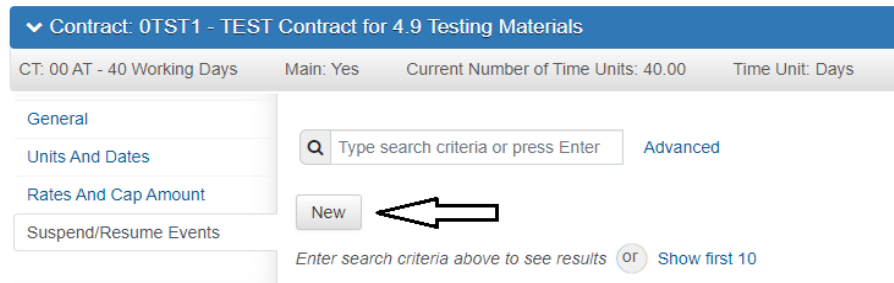 Contract: 0TST1 - TEST Contract for 4.9 Testing Materials
CT: 00 AT - 40 Working Days Main: Yes Current Number of Time Units: 40.00 Time Unit: Days
General
Units And Dates
Rates And Cap Amount
Suspend/Resume Events
Type search criteria or press Enter Advanced
New
Enter search criteria above to see results or Show first 10